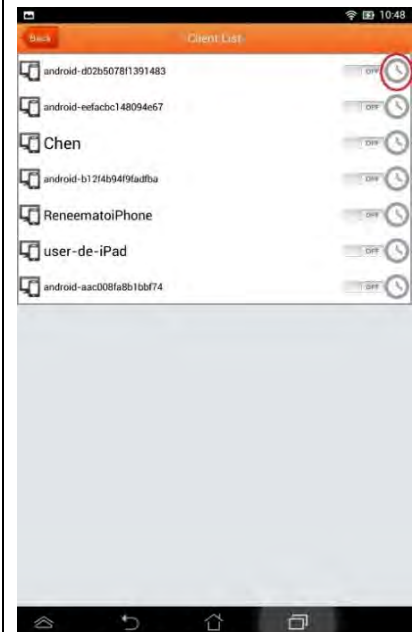 10:48
Back
Client List
android-d02b5078f1391483
OFF
android-eefacbc148094e67
OFF
Chen
OFF
android-b12f4b94f9fadfba
OFF
ReneematoiPhone
OFF
user-de-iPad
OFF
android-aac008fa8b1bbf74
OFF